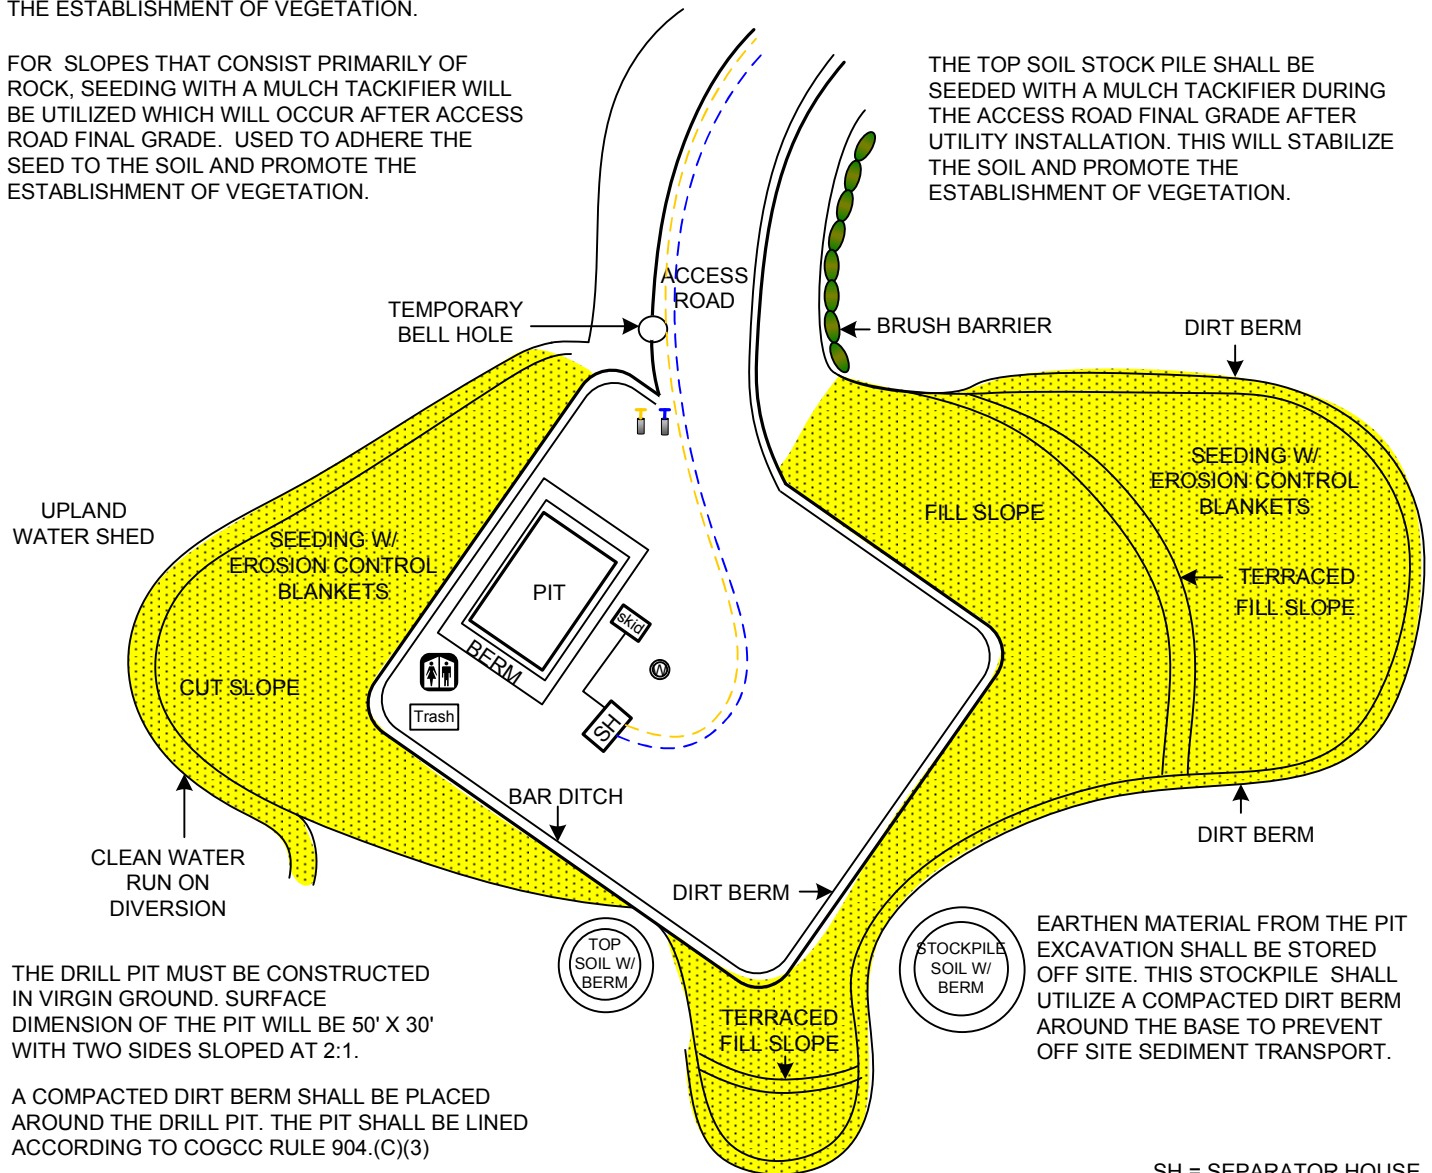 THE ESTABLISHMENT OF VEGETATION.
FOR SLOPES THAT CONSIST PRIMARILY OF
ROCK, SEEDING WITH A MULCH TACKIFIER WILL
BE UTILIZED WHICH WILL OCCUR AFTER ACCESS
ROAD FINAL GRADE. USED TO ADHERE THE
SEED TO THE SOIL AND PROMOTE THE
ESTABLISHMENT OF VEGETATION.
THE TOP SOIL STOCK PILE SHALL BE
SEEDED WITH A MULCH TACKIFIER DURING
THE ACCESS ROAD FINAL GRADE AFTER
UTILITY INSTALLATION. THIS WILL STABILIZE
THE SOIL AND PROMOTE THE
ESTABLISHMENT OF VEGETATION.
ACCESS
ROAD
TEMPORARY
BELL HOLE
BRUSH BARRIER
DIRT BERM
UPLAND
WATER SHED
SEEDING W/
EROSION CONTROL
BLANKETS
FILL SLOPE
SEEDING W/
EROSION CONTROL
BLANKETS
TERRACED
FILL SLOPE
PIT
skid
BERM
CUT SLOPE
Trash
SH
BAR DITCH
DIRT BERM
CLEAN WATER
RUN ON
DIVERSION
DIRT BERM
TOP
SOIL W/
BERM
STOCKPILE
SOIL W/
BERM
EARTHEN MATERIAL FROM THE PIT
EXCAVATION SHALL BE STORED
OFF SITE. THIS STOCKPILE SHALL
UTILIZE A COMPACTED DIRT BERM
AROUND THE BASE TO PREVENT
OFF SITE SEDIMENT TRANSPORT.
THE DRILL PIT MUST BE CONSTRUCTED
IN VIRGIN GROUND. SURFACE
DIMENSION OF THE PIT WILL BE 50' X 30'
WITH TWO SIDES SLOPED AT 2:1.
TERRACED
FILL SLOPE
A COMPACTED DIRT BERM SHALL BE PLACED
AROUND THE DRILL PIT. THE PIT SHALL BE LINED
ACCORDING TO COGCC RULE 904.(C)(3)
SH = SEPARATOR HOUSE